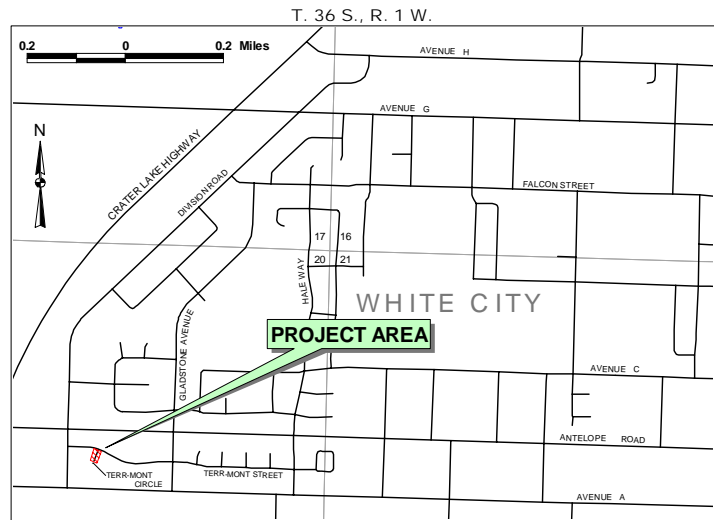 T. 36 S., R. 1 W.
0.2 0 0.2 Miles
AVENUE H
AVENUE G
N
CRATER LAKE HIGHWAY
DIVISION ROAD
FALCON STREET
17 16
20 21
HALE WAY
WHITE CITY
GLADSTONE AVENUE
PROJECT AREA
AVENUE C
ANTELOPE ROAD
TERR-MONT
CIRCLE
TERR-MONT STREET
AVENUE A